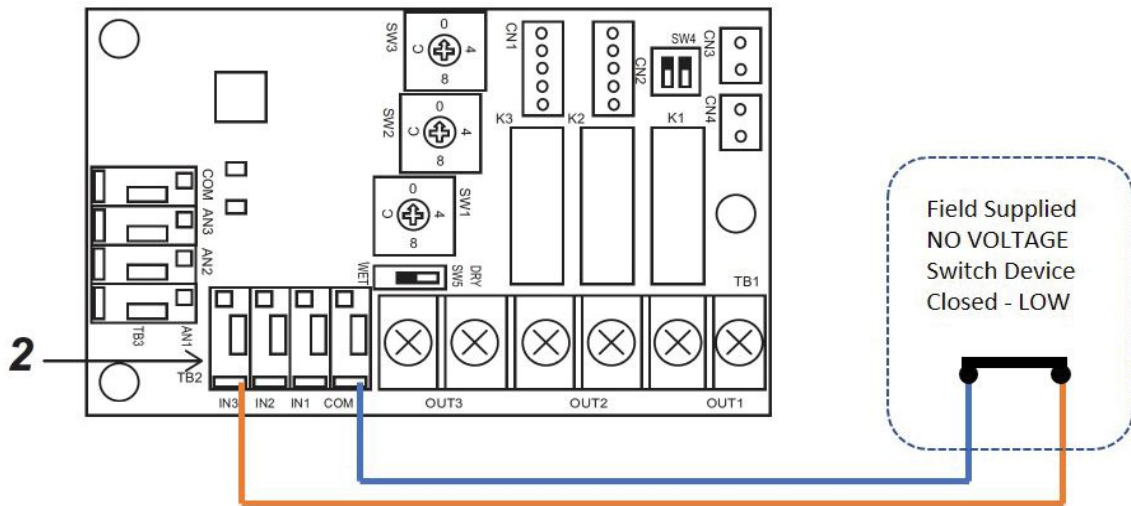 SW3
0
C
4
8
CN1
CN2
SW4
CN3
SW2
0
C
4
8
CN4
K3
K2
K1
COM
AN3
AN2
AN1
TB3
SW1
0
C
4
8
WET
SW5
DRY
TB1
2
TB2
IN3
IN2
IN1
COM
OUT3
OUT2
OUT1
Field Supplied
NO VOLTAGE
Switch Device
Closed - LOW